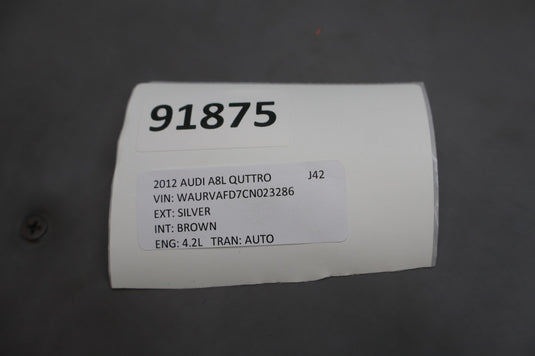 91875
2012 AUDI A8L QUTTRO J42
VIN: WAURVAFD7CN023286
EXT: SILVER
INT: BROWN
ENG: 4.2L TRAN: AUTO